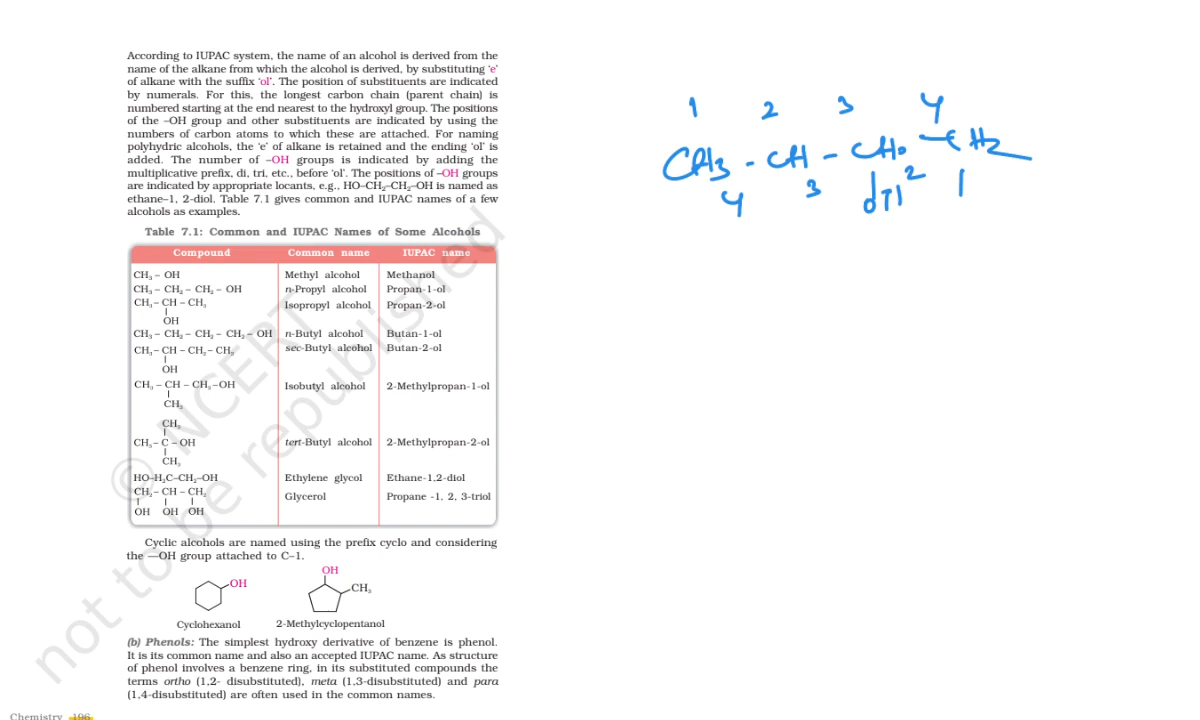 According to IUPAC system, the name of an alcohol is derived from the
name of the alkane from which the alcohol is derived, by substituting ‘e’
of alkane with the suffix ‘ol’. The position of substituents are indicated
by numerals. For this, the longest carbon chain (parent chain) is
numbered starting at the end nearest to the hydroxyl group. The positions
of the –OH group and other substituents are indicated by using the
numbers of carbon atoms to which these are attached. For naming
polyhydric alcohols, the ‘e’ of alkane is retained and the ending ‘ol’ is
added. The number of –OH groups is indicated by adding the
multiplicative prefix, di, tri, etc., before ‘ol’. The positions of –OH groups
are indicated by appropriate locants, e.g., HO–CH₂–CH₂–OH is named as
ethane–1, 2-diol. Table 7.1 gives common and IUPAC names of a few
alcohols as examples.
Table 7.1: Common and IUPAC Names of Some Alcohols
Compound Common name IUPAC name
CH₃ – OH Methyl alcohol Methanol
CH₃ – CH₂ – CH₂ – OH n-Propyl alcohol Propan-1-ol
CH₃ – CH – CH₃ Isopropyl alcohol Propan-2-ol
OH
CH₃ – CH₂ – CH₂ – CH₂ – OH n-Butyl alcohol Butan-1-ol
CH₃ – CH – CH₂ – CH₃ sec-Butyl alcohol Butan-2-ol
OH
CH₃ – CH – CH₂ –OH Isobutyl alcohol 2-Methylpropan-1-ol
CH₃
CH₃
CH₃ – C – OH tert-Butyl alcohol 2-Methylpropan-2-ol
CH₃
HO–H₂C–CH₂–OH Ethylene glycol Ethane-1,2-diol
CH₂ – CH – CH₂ Glycerol Propane -1, 2, 3-triol
OH OH OH
Cyclic alcohols are named using the prefix cyclo and considering
the —OH group attached to C–1.
OH
OH CH₃
Cyclohexanol 2-Methylcyclopentanol
(b) Phenols: The simplest hydroxy derivative of benzene is phenol.
It is its common name and also an accepted IUPAC name. As structure
of phenol involves a benzene ring, in its substituted compounds the
terms ortho (1,2- disubstituted), meta (1,3-disubstituted) and para
(1,4-disubstituted) are often used in the common names.
Chemistry 196
© NCERT
not to be republished
1 2 3 4
CH3 - CH - CH
4 3 2 1